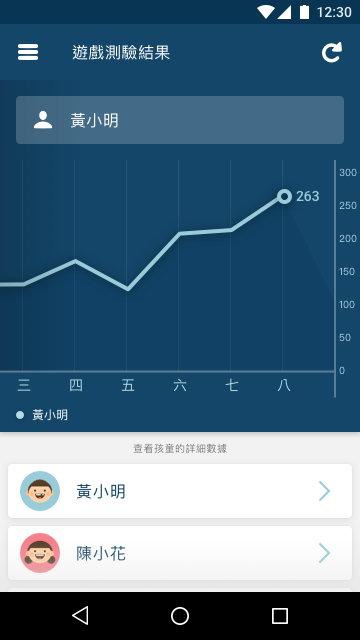 12:30
遊戲測驗結果
黃小明
300
250
263
200
150
100
50
0
三 四 五 六 七 八
黃小明
查看孩童的詳細數據
黃小明
陳小花